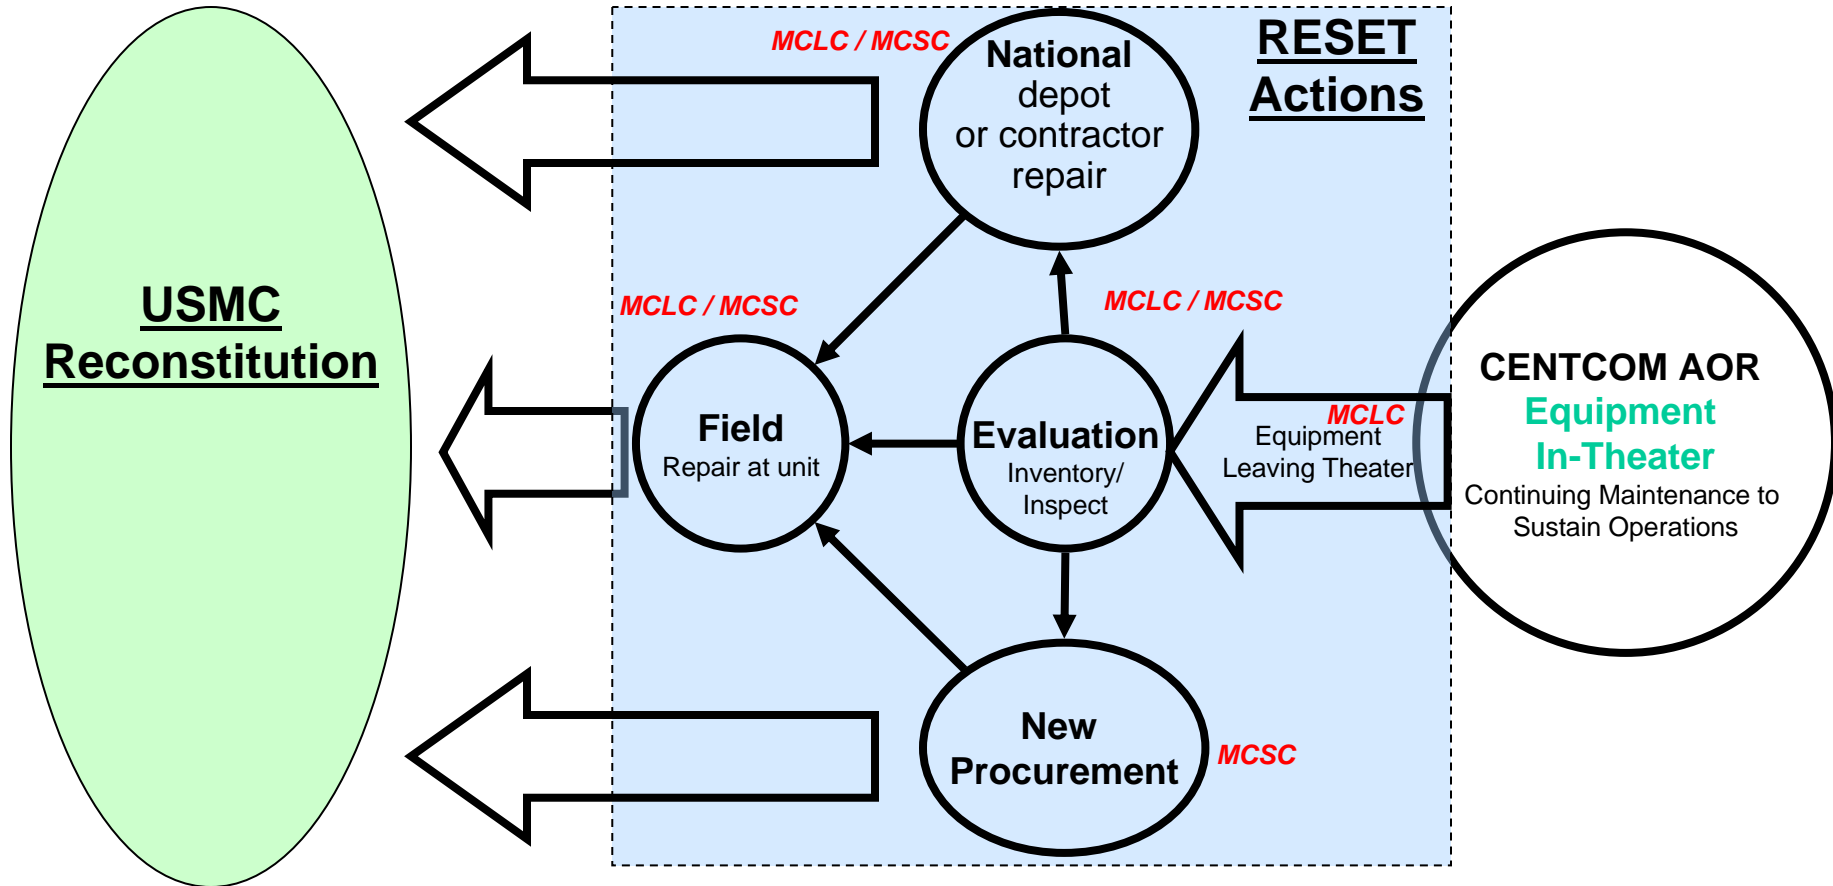 MCLC / MCSC
National
depot
or contractor
repair
RESET
Actions
USMC
Reconstitution
MCLC / MCSC
MCLC / MCSC
Field
Repair at unit
Evaluation
Inventory/
Inspect
MCLC
Equipment
Leaving Theater
CENTCOM AOR
Equipment
In-Theater
Continuing Maintenance to
Sustain Operations
New
Procurement
MCSC